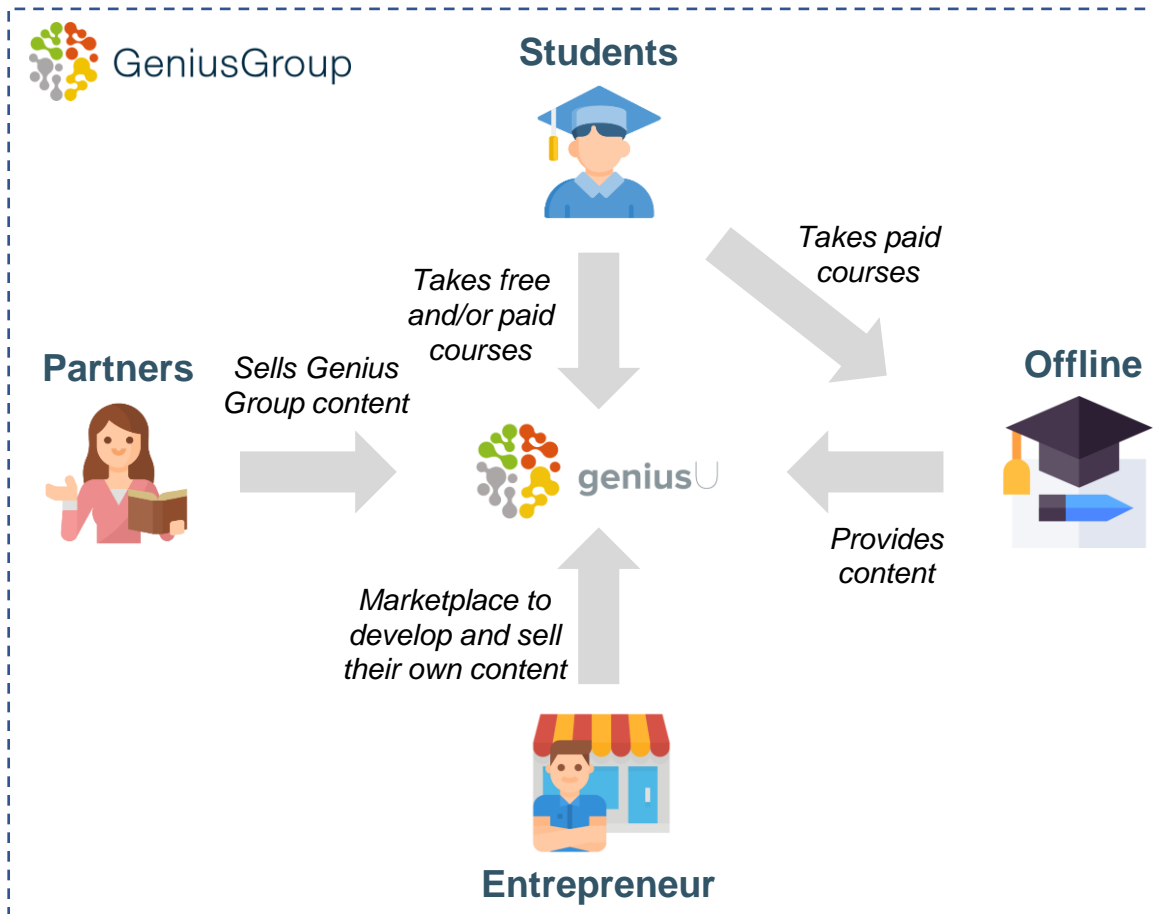 GeniusGroup
Students
Takes free
and/or paid
courses
Takes paid
courses
Partners
Sells Genius
Group content
Offline
geniusU
Provides
content
Marketplace to
develop and sell
their own content
Entrepreneur